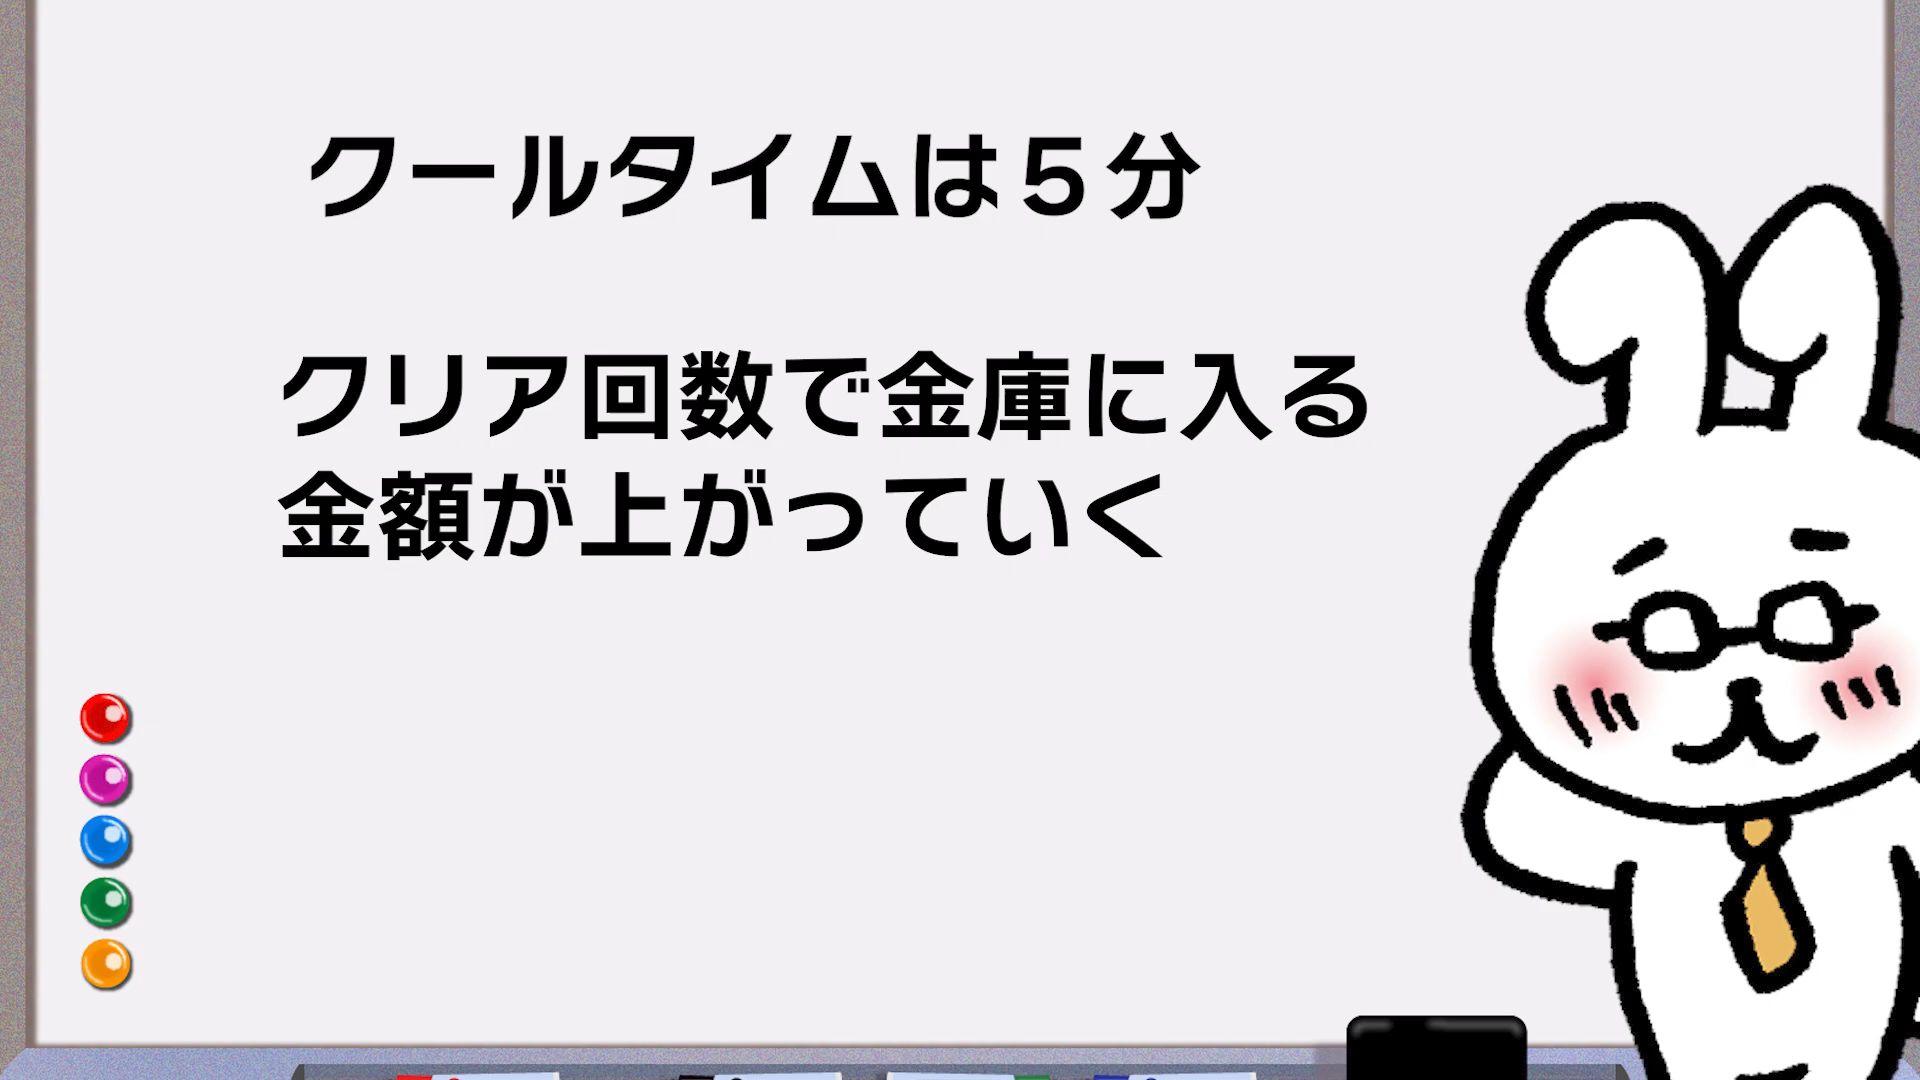 クールタイムは５分
クリア回数で金庫に入る
金額が上がっていく